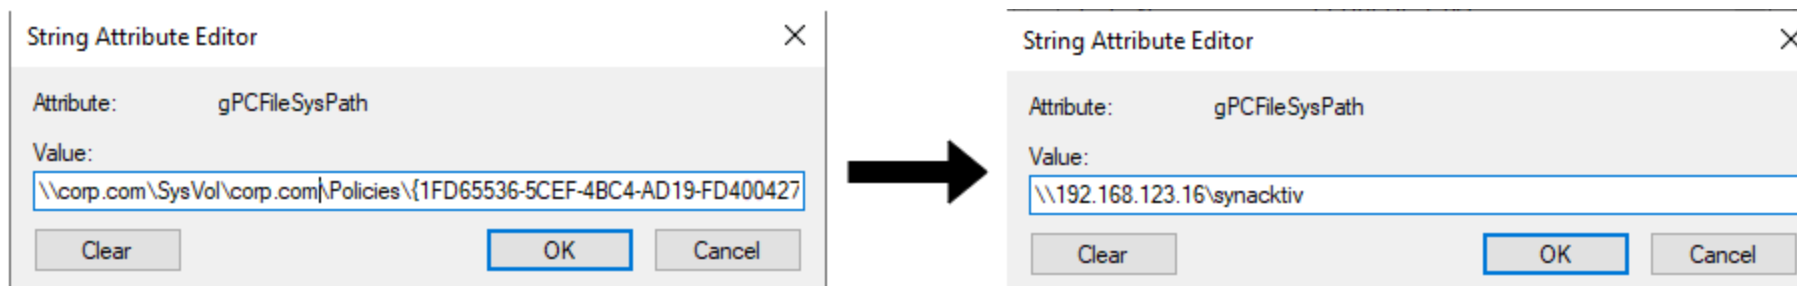 String Attribute Editor
Attribute: gPCFileSysPath
Value:
\\corp.com\SysVol\corp.com\Policies\{1FD65536-5CEF-4BC4-AD19-FD400427
Clear OK Cancel
String Attribute Editor
Attribute: gPCFileSysPath
Value:
\\192.168.123.16\synacktiv
Clear OK Cancel